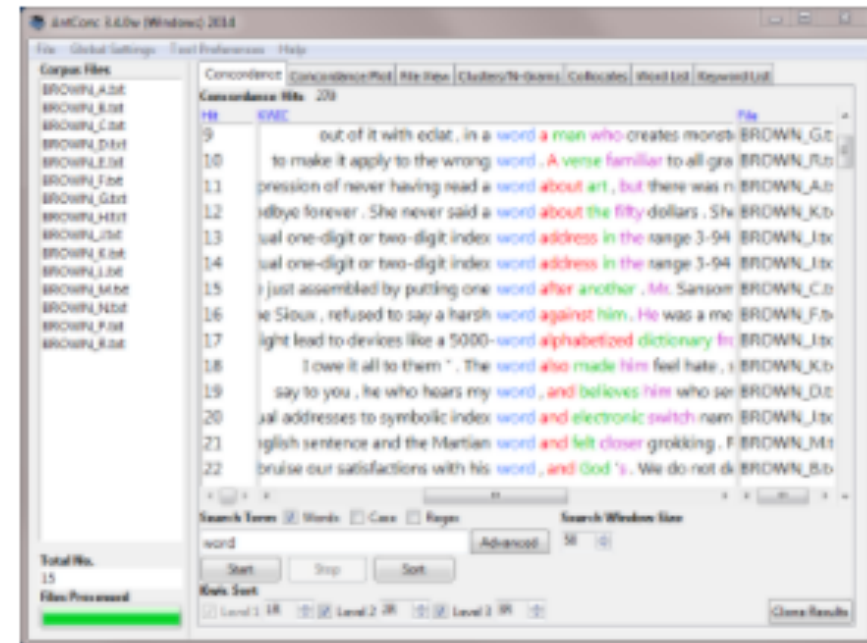 AntConc 3.4.0w (Windows) 2014
File Global Settings Tool Preferences Help
Corpus Files
BROWN_A.txt
BROWN_B.txt
BROWN_C.txt
BROWN_D.txt
BROWN_E.txt
BROWN_F.txt
BROWN_G.txt
BROWN_H.txt
BROWN_J.txt
BROWN_K.txt
BROWN_L.txt
BROWN_M.txt
BROWN_N.txt
BROWN_P.txt
BROWN_R.txt
Total No.
15
Files Processed
Concordance Concordance Plot File View Clusters/N-Grams Collocates Word List Keyword List
Concordance Hits
Hit KWIC File
9 out of it with eclat , in a word a man who creates monst BROWN_G.t
10 to make it apply to the wrong word . A verse familiar to all gra BROWN_R.t
11 pression of never having read a word about art , but there was n BROWN_A.t
12 dbye forever . She never said a word about the fifty dollars . She BROWN_K.t
13 ual one-digit or two-digit index word address in the range 3-94 BROWN_J.tx
14 ual one-digit or two-digit index word address in the range 3-94 BROWN_J.tx
15 just assembled by putting one word after another . Mr. Sansom BROWN_C.t
16 e Sioux , refused to say a harsh word against him . He was a me BROWN_F.t
17 ight lead to devices like a 5000-word alphabetized dictionary fr BROWN_J.tx
18 I owe it all to them " . The word also made him feel hate , BROWN_K.t
19 say to you , he who hears my word , and believes him who ser BROWN_D.t
20 ual addresses to symbolic index word and electronic switch nam BROWN_J.tx
21 nglish sentence and the Martian word and felt closer grokking . F BROWN_M.t
22 bruise our satisfactions with his word , and God 's . We do not d BROWN_B.t
Search Term Words Case Regex Search Window Size
word Advanced 50
Start Stop Sort
Kwic Sort
Level 1 1R Level 2 2R Level 3 3R Clone Results